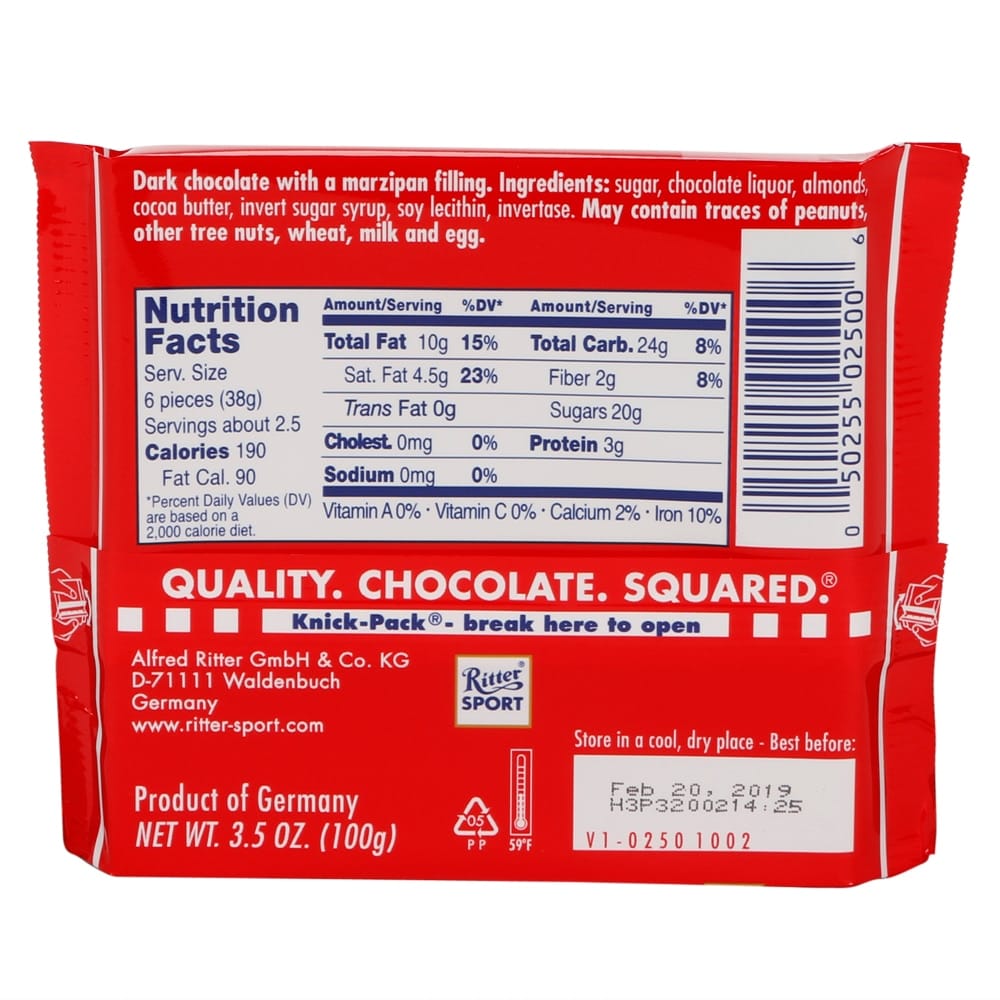 Dark chocolate with a marzipan filling. Ingredients: sugar, chocolate liquor, almonds,
cocoa butter, invert sugar syrup, soy lecithin, invertase. May contain traces of peanuts,
other tree nuts, wheat, milk and egg.
Nutrition
Facts
Serv. Size
6 pieces (38g)
Servings about 2.5
Calories 190
Fat Cal. 90
*Percent Daily Values (DV)
are based on a
2,000 calorie diet.
Amount/Serving %DV* Amount/Serving %DV*
Total Fat 10g 15% Total Carb. 24g 8%
Sat. Fat 4.5g 23% Fiber 2g 8%
Trans Fat 0g Sugars 20g
Cholest. 0mg 0% Protein 3g
Sodium 0mg 0%
Vitamin A 0% · Vitamin C 0% · Calcium 2% · Iron 10%
0 50255 02500 6
QUALITY. CHOCOLATE. SQUARED.®
Knick-Pack® - break here to open
Alfred Ritter GmbH & Co. KG
D-71111 Waldenbuch
Germany
www.ritter-sport.com
Ritter®
SPORT
Product of Germany
NET WT. 3.5 OZ. (100g)
05
PP
59°F
Store in a cool, dry place - Best before:
Feb 20, 2019
H3P3200214:25
V1-0250 1002